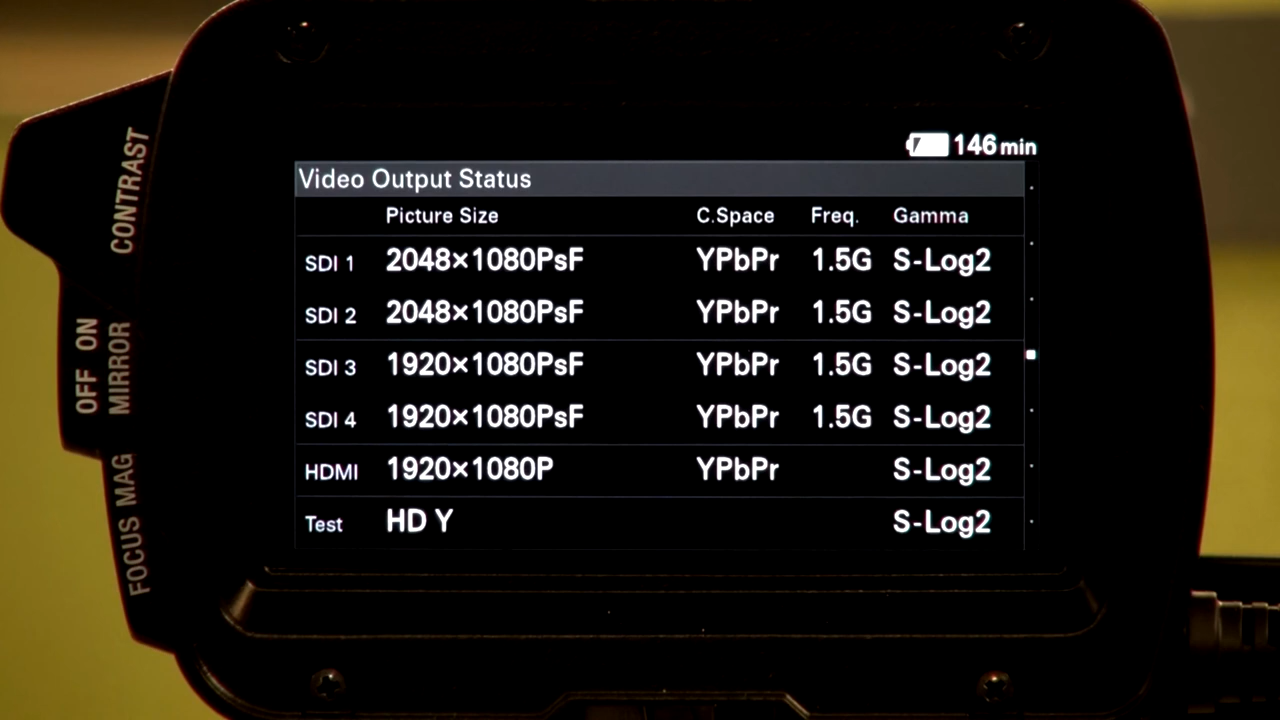 146 min
Video Output Status
Picture Size C.Space Freq. Gamma
SDI 1 2048×1080PsF YPbPr 1.5G S-Log2
SDI 2 2048×1080PsF YPbPr 1.5G S-Log2
SDI 3 1920×1080PsF YPbPr 1.5G S-Log2
SDI 4 1920×1080PsF YPbPr 1.5G S-Log2
HDMI 1920×1080P YPbPr S-Log2
Test HD Y S-Log2
CONTRAST
OFF ON
MIRROR
FOCUS MAG